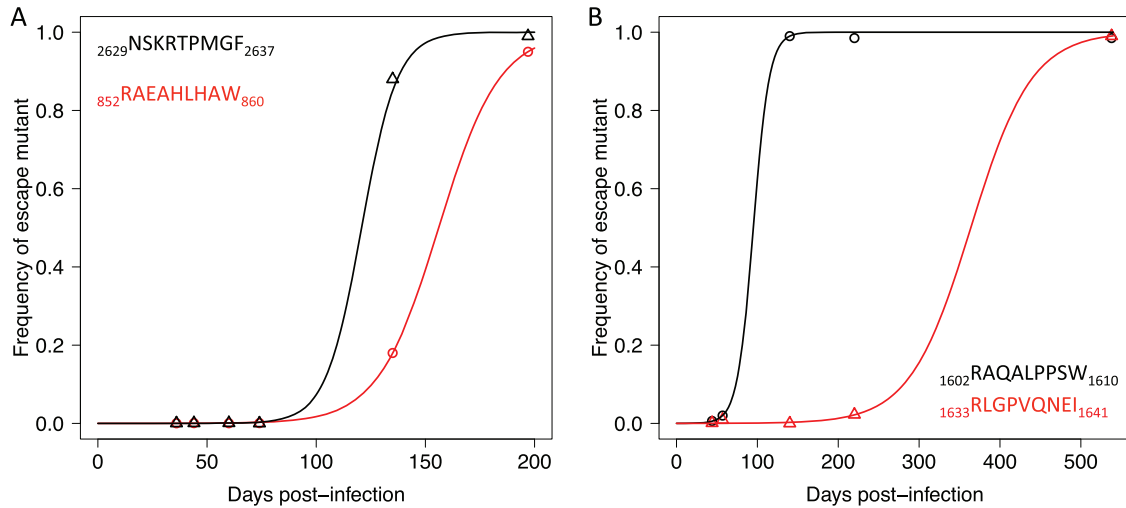 A
2629NSKRTPMGF2637
852RAEAHLHAW860
Frequency of escape mutant
1.0
0.8
0.6
0.4
0.2
0.0
0 50 100 150 200
Days post–infection
B
1602RAQALPPSW1610
1633RLGPVQNEI1641
Frequency of escape mutant
1.0
0.8
0.6
0.4
0.2
0.0
0 100 200 300 400 500
Days post–infection